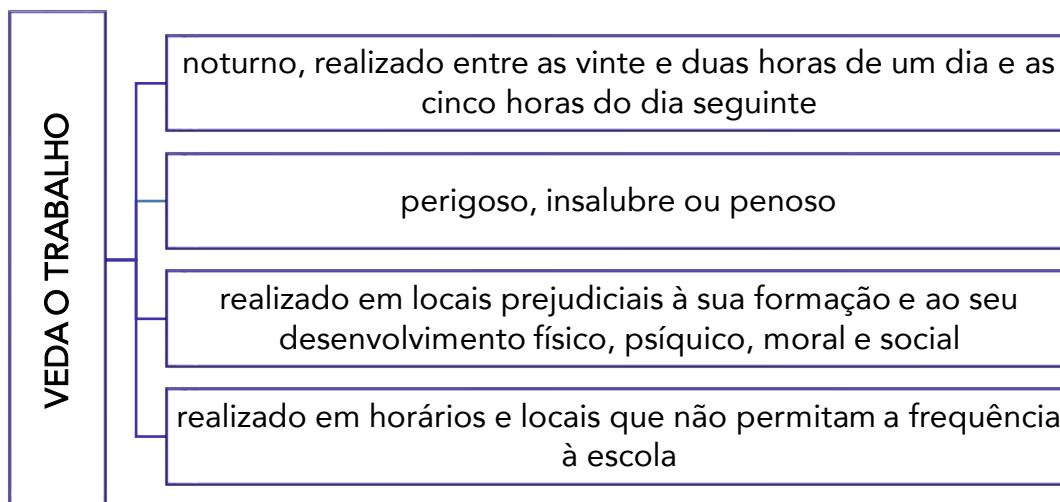 VEDA O TRABALHO
noturno, realizado entre as vinte e duas horas de um dia e as
cinco horas do dia seguinte
perigoso, insalubre ou penoso
realizado em locais prejudiciais à sua formação e ao seu
desenvolvimento físico, psíquico, moral e social
realizado em horários e locais que não permitam a frequência
à escola